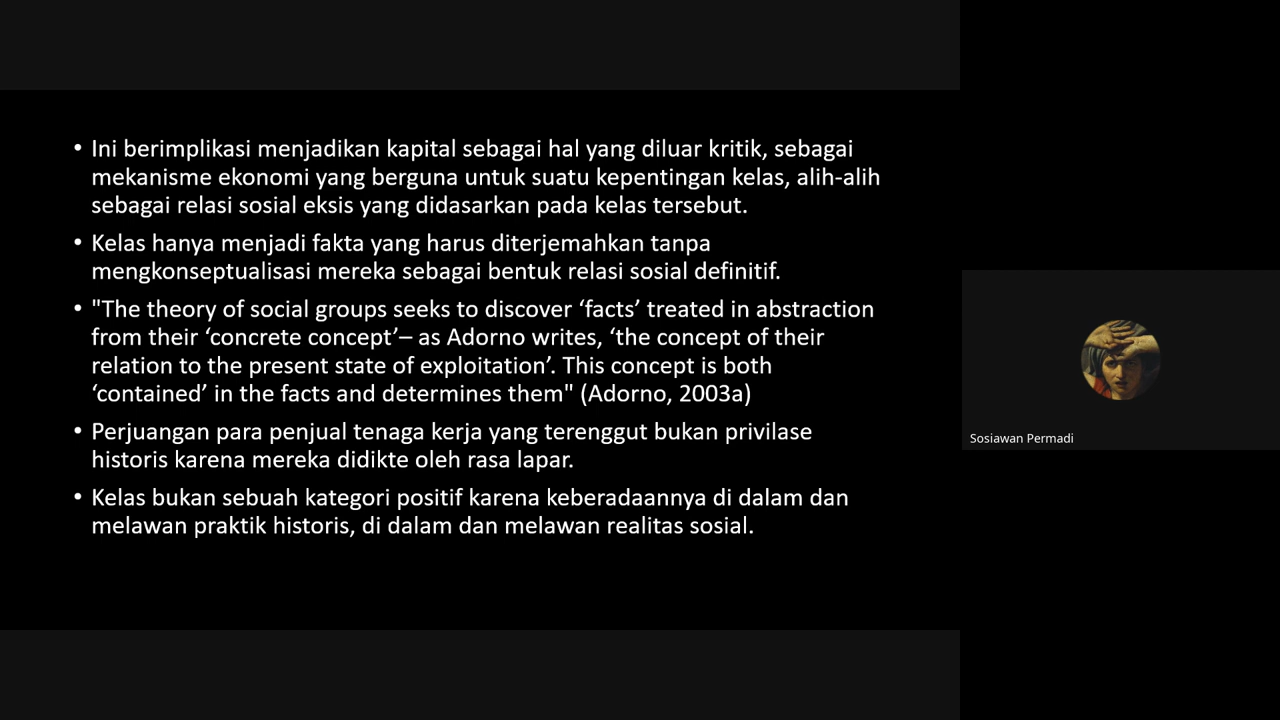 • Ini berimplikasi menjadikan kapital sebagai hal yang diluar kritik, sebagai
mekanisme ekonomi yang berguna untuk suatu kepentingan kelas, alih-alih
sebagai relasi sosial eksis yang didasarkan pada kelas tersebut.
• Kelas hanya menjadi fakta yang harus diterjemahkan tanpa
mengkonseptualisasi mereka sebagai bentuk relasi sosial definitif.
• "The theory of social groups seeks to discover ‘facts’ treated in abstraction
from their ‘concrete concept’– as Adorno writes, ‘the concept of their
relation to the present state of exploitation’. This concept is both
‘contained’ in the facts and determines them" (Adorno, 2003a)
• Perjuangan para penjual tenaga kerja yang terenggut bukan privilase
historis karena mereka didikte oleh rasa lapar.
• Kelas bukan sebuah kategori positif karena keberadaannya di dalam dan
melawan praktik historis, di dalam dan melawan realitas sosial.
Sosiawan Permadi